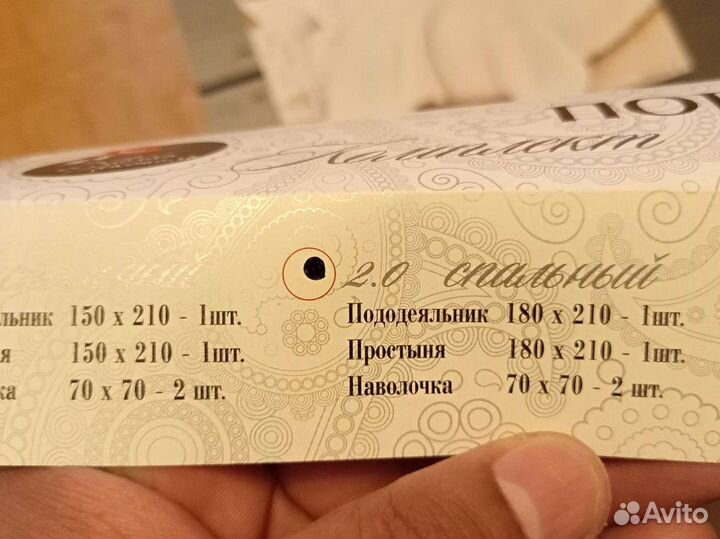 ПО
Комплект
2.0 спальный
льник 150 х 210 - 1шт. Пододеяльник 180 х 210 - 1шт.
я 150 х 210 - 1шт. Простыня 180 х 210 - 1шт.
ка 70 х 70 - 2 шт. Наволочка 70 х 70 - 2 шт.
Avito